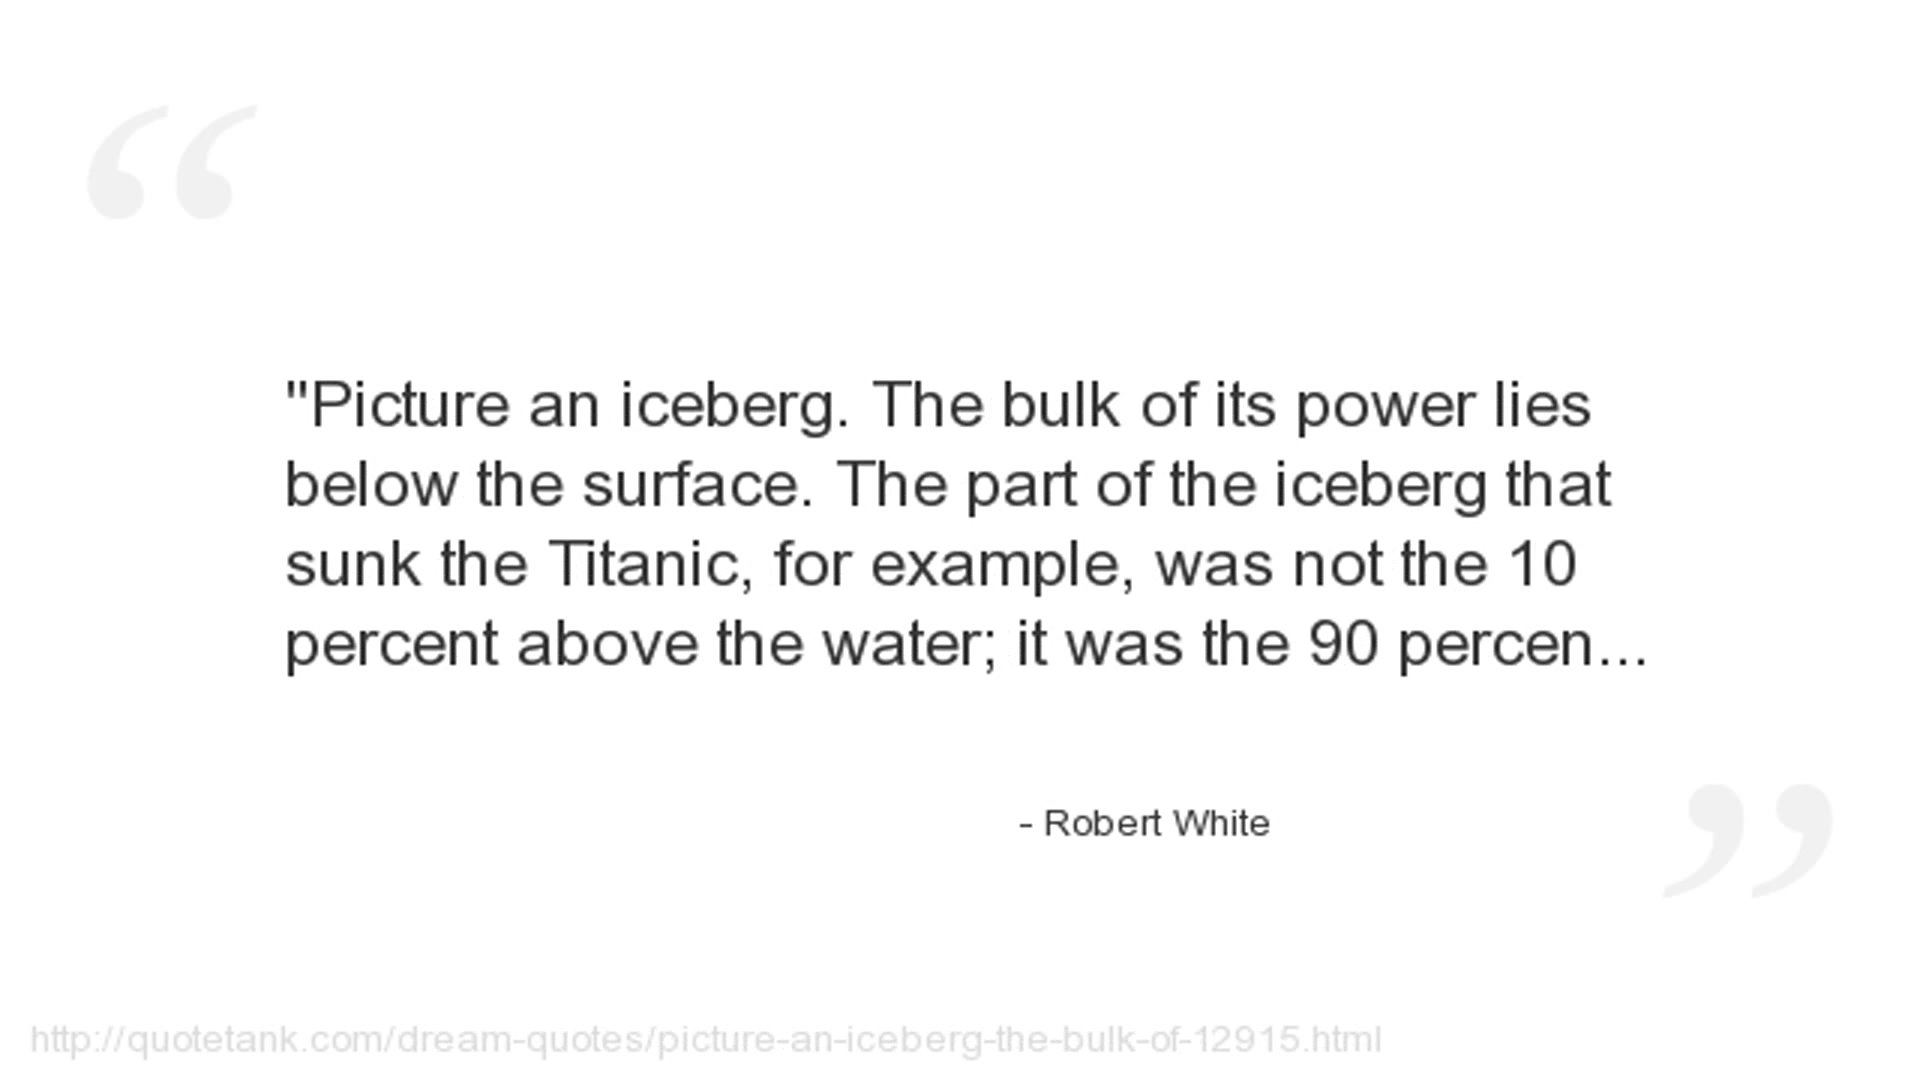 "Picture an iceberg. The bulk of its power lies
below the surface. The part of the iceberg that
sunk the Titanic, for example, was not the 10
percent above the water; it was the 90 percen...
- Robert White
http://quotetank.com/dream-quotes/picture-an-iceberg-the-bulk-of-12915.html